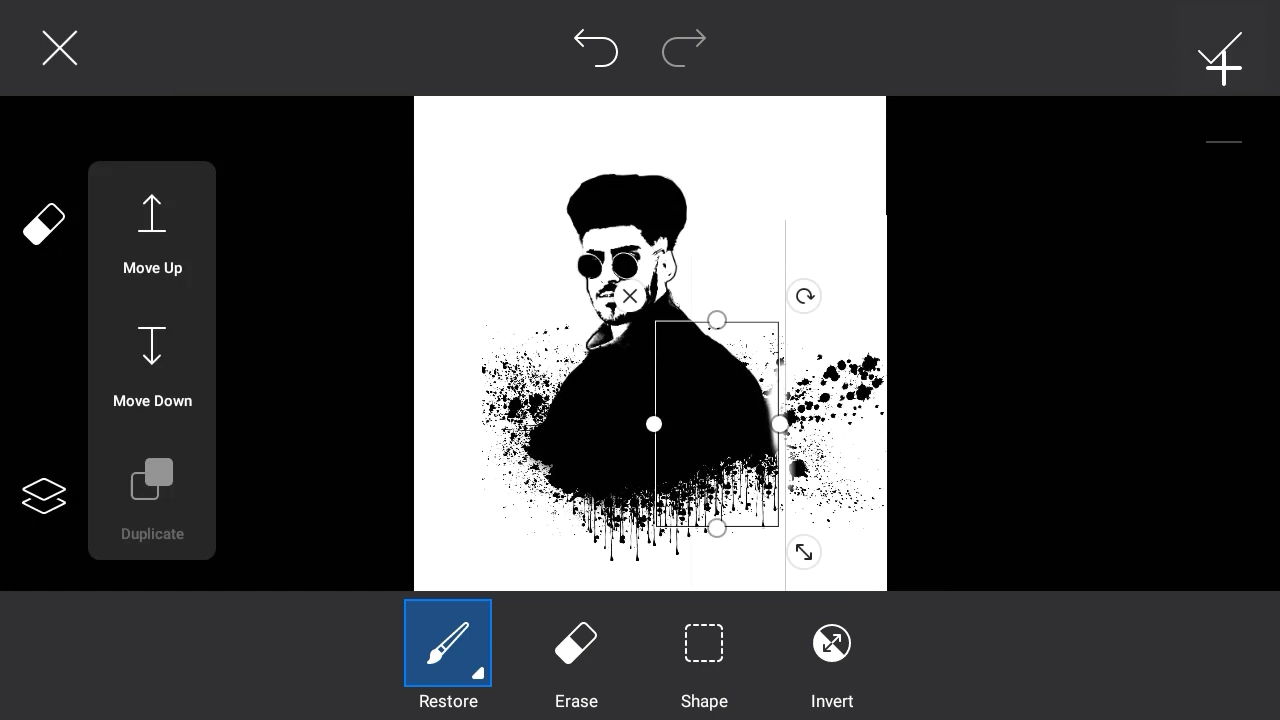 Move Up
Move Down
Duplicate
Restore
Erase
Shape
Invert